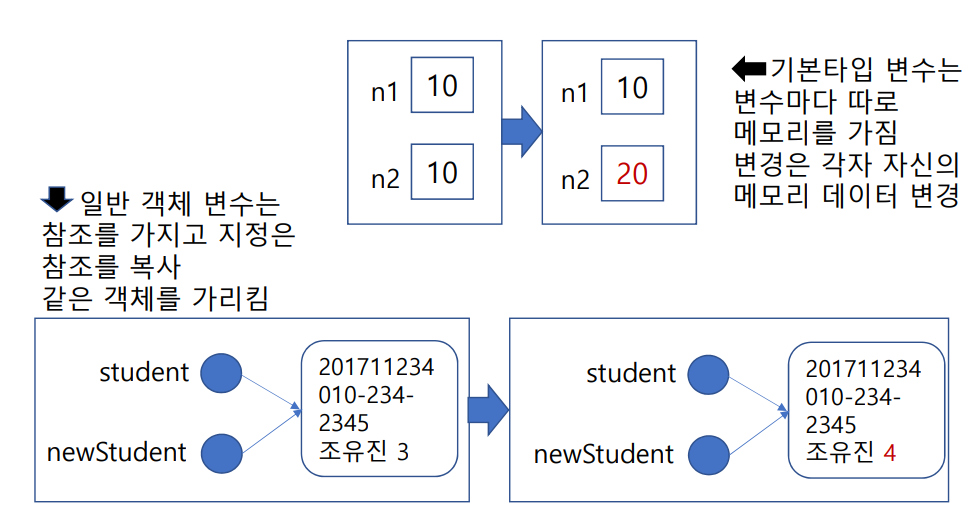 n1 10
n2 10
n1 10
n2 20
기본타입 변수는
변수마다 따로
메모리를 가짐
변경은 각자 자신의
메모리 데이터 변경
일반 객체 변수는
참조를 가지고 지정은
참조를 복사
같은 객체를 가리킴
student
newStudent
201711234
010-234-
2345
조유진 3
student
newStudent
201711234
010-234-
2345
조유진 4